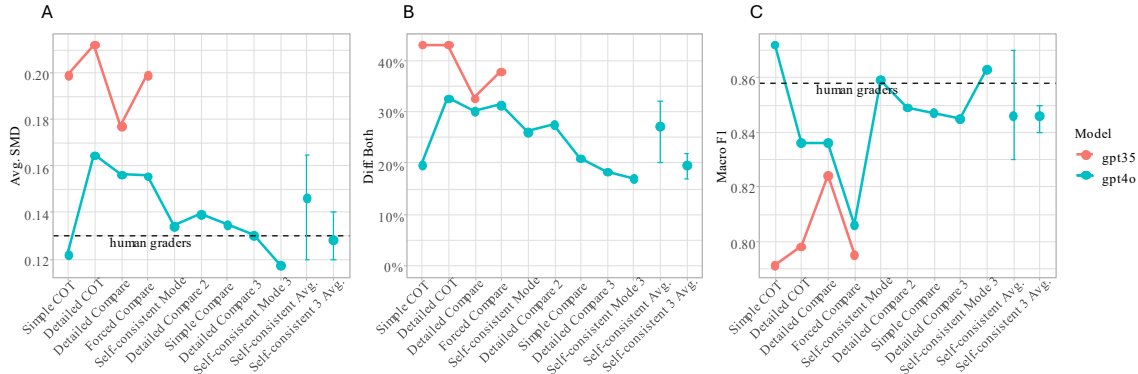 A
B
C
Avg. SMD
0.20
0.18
0.16
0.14
0.12
human graders
Simple COT
Detailed COT
Detailed Compare
Forced Compare
Self-consistent Mode
Detailed Compare 2
Simple Compare
Detailed Compare 3
Self-consistent Mode 3
Self-consistent Avg.
Self-consistent 3 Avg.
Diff. Both
40%
30%
20%
10%
0%
Simple COT
Detailed COT
Detailed Compare
Forced Compare
Self-consistent Mode
Detailed Compare 2
Simple Compare
Detailed Compare 3
Self-consistent Mode 3
Self-consistent Avg.
Self-consistent 3 Avg.
Macro F1
0.86
0.84
0.82
0.80
human graders
Simple COT
Detailed COT
Detailed Compare
Forced Compare
Self-consistent Mode
Detailed Compare 2
Simple Compare
Detailed Compare 3
Self-consistent Mode 3
Self-consistent Avg.
Self-consistent 3 Avg.
Model
gpt35
gpt4o